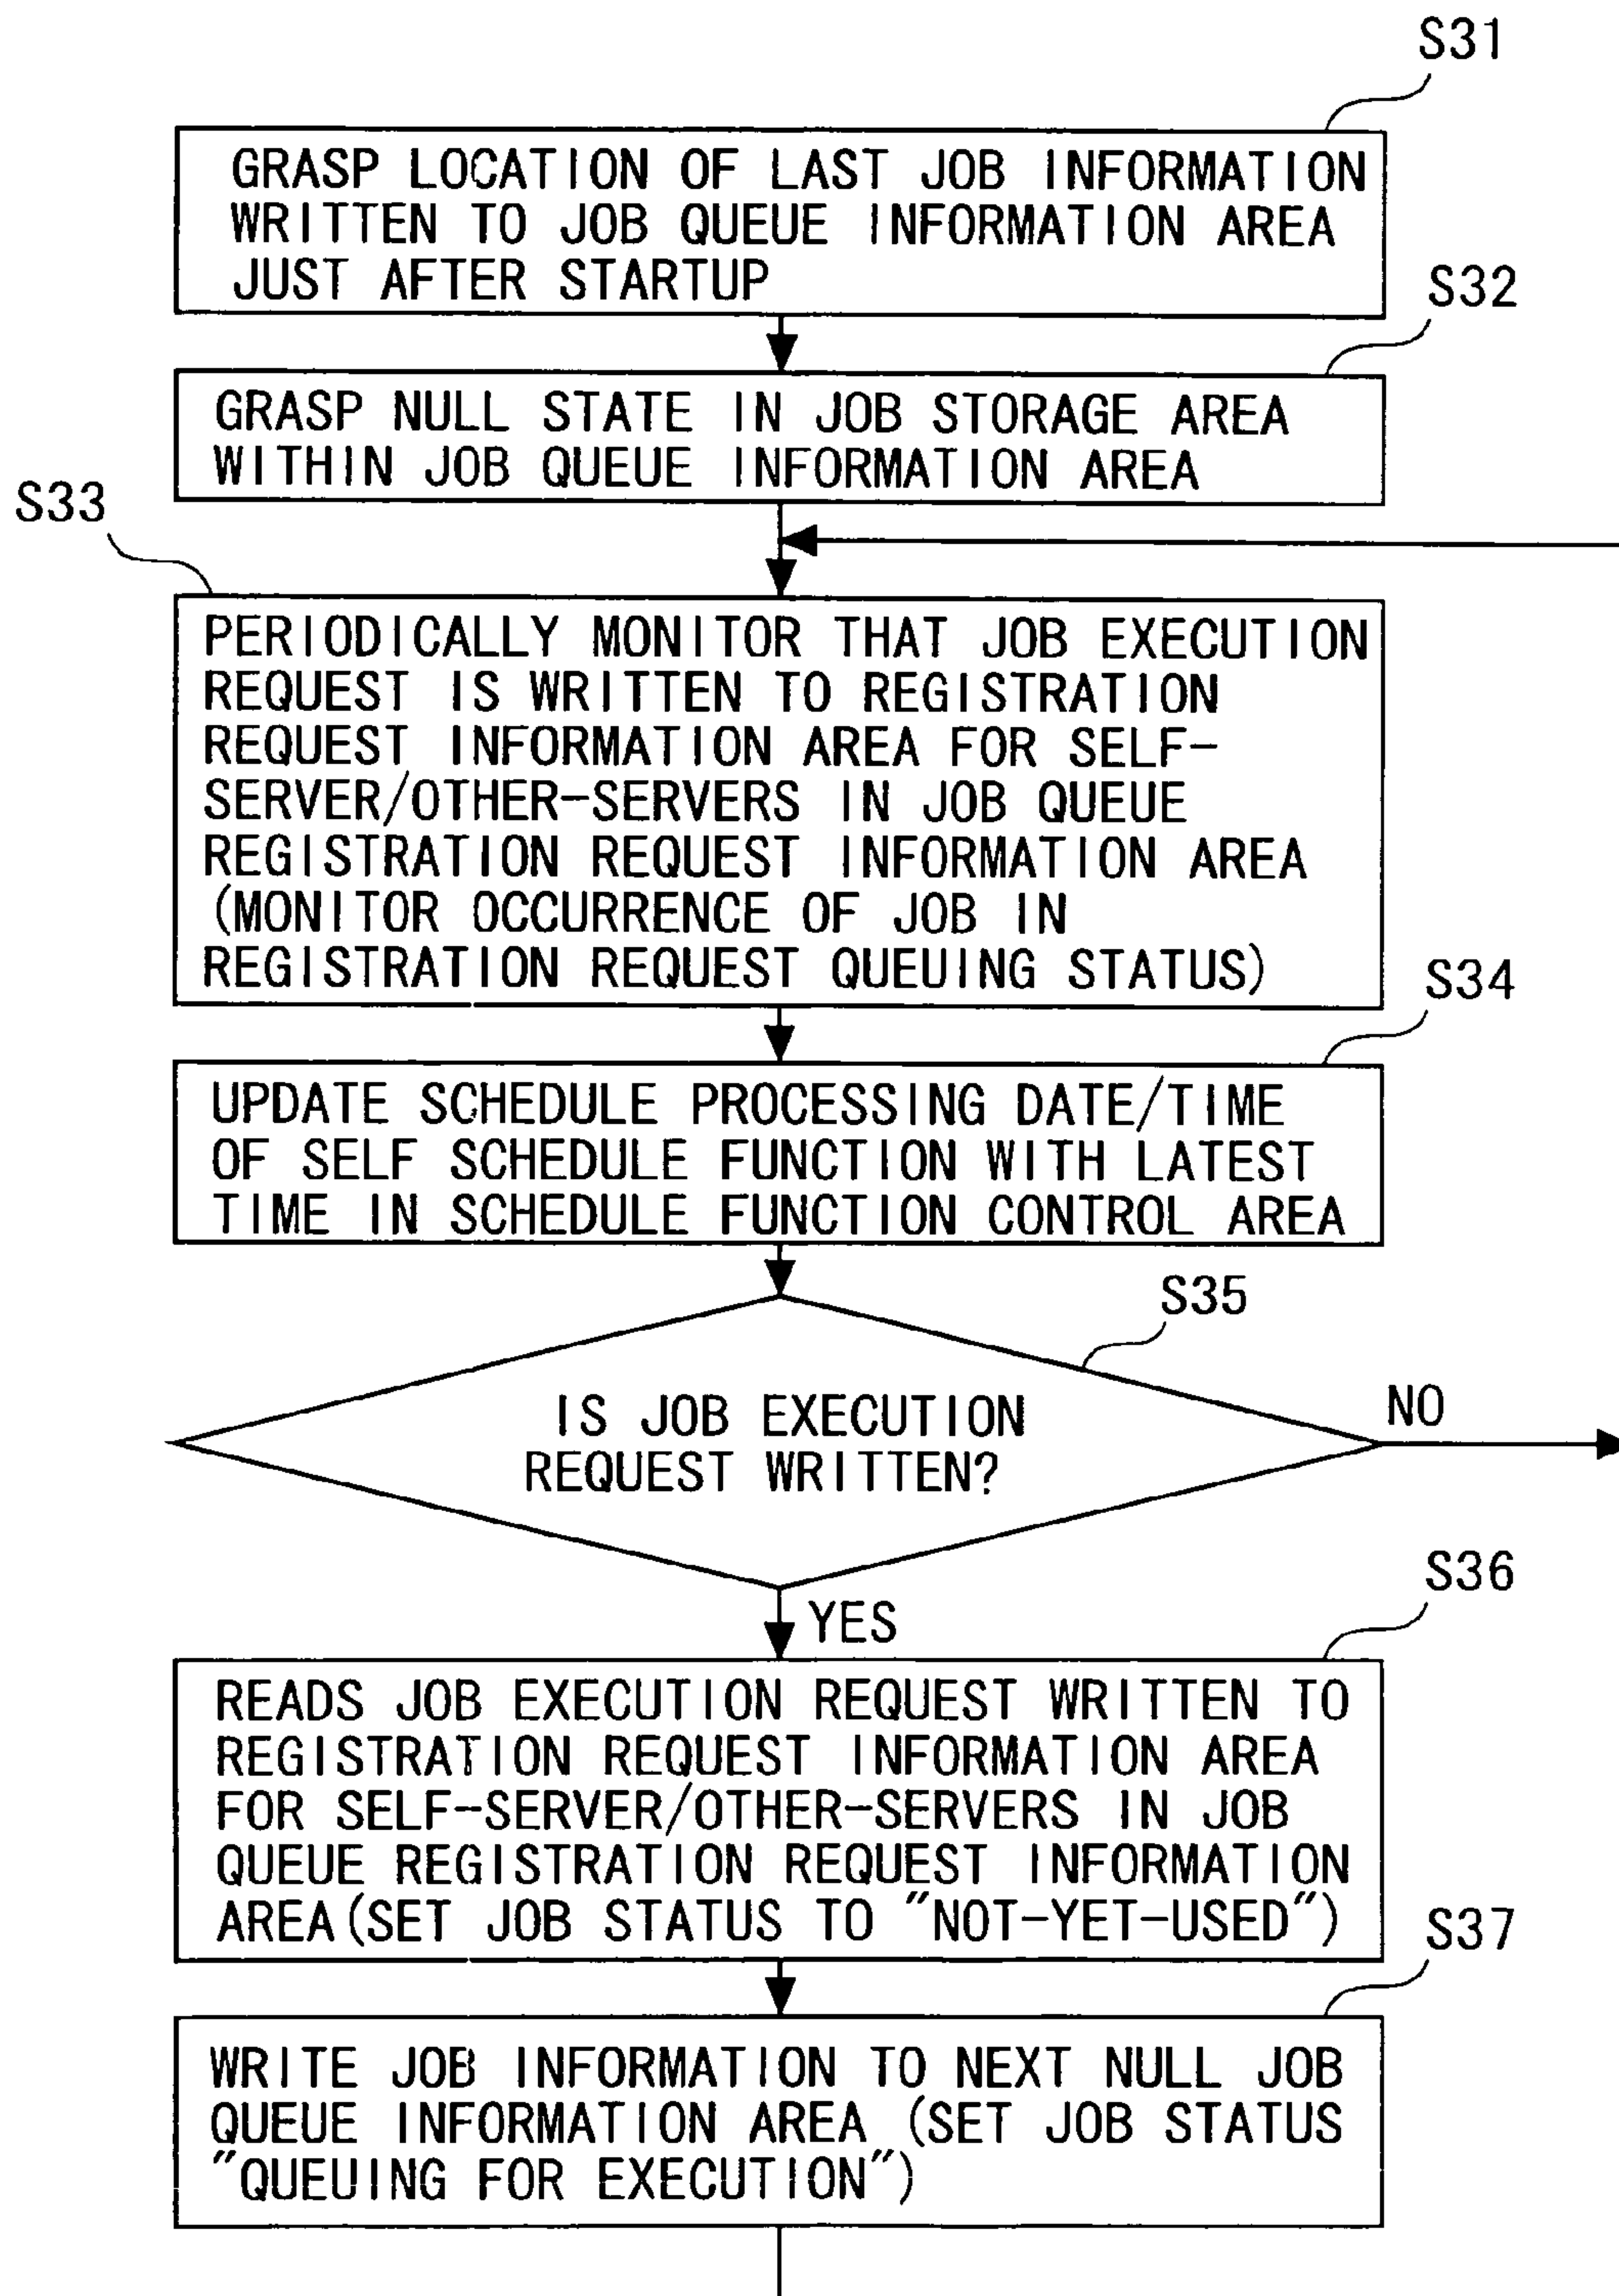 S31
GRASP LOCATION OF LAST JOB INFORMATION
WRITTEN TO JOB QUEUE INFORMATION AREA
JUST AFTER STARTUP
S32
GRASP NULL STATE IN JOB STORAGE AREA
WITHIN JOB QUEUE INFORMATION AREA
S33
PERIODICALLY MONITOR THAT JOB EXECUTION
REQUEST IS WRITTEN TO REGISTRATION
REQUEST INFORMATION AREA FOR SELF-
SERVER/OTHER-SERVERS IN JOB QUEUE
REGISTRATION REQUEST INFORMATION AREA
(MONITOR OCCURRENCE OF JOB IN
REGISTRATION REQUEST QUEUING STATUS)
S34
UPDATE SCHEDULE PROCESSING DATE/TIME
OF SELF SCHEDULE FUNCTION WITH LATEST
TIME IN SCHEDULE FUNCTION CONTROL AREA
S35
IS JOB EXECUTION
REQUEST WRITTEN?
NO
YES
S36
READS JOB EXECUTION REQUEST WRITTEN TO
REGISTRATION REQUEST INFORMATION AREA
FOR SELF-SERVER/OTHER-SERVERS IN JOB
QUEUE REGISTRATION REQUEST INFORMATION
AREA(SET JOB STATUS TO "NOT-YET-USED")
S37
WRITE JOB INFORMATION TO NEXT NULL JOB
QUEUE INFORMATION AREA (SET JOB STATUS
"QUEUING FOR EXECUTION")